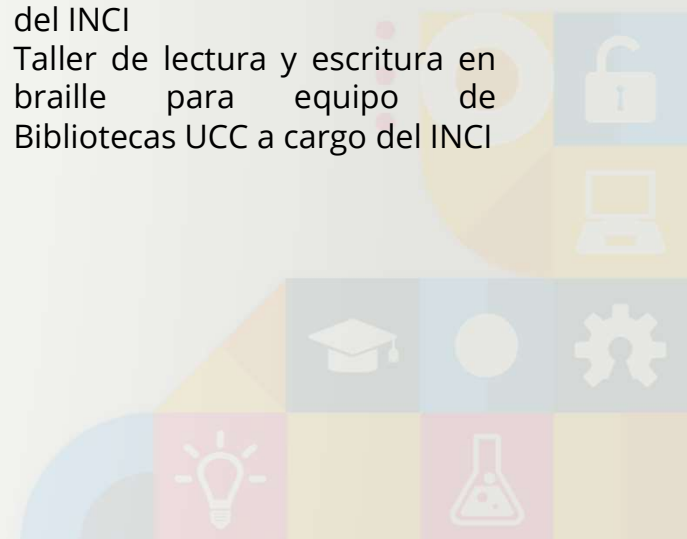 del INCI
Taller de lectura y escritura en
braille para equipo de
Bibliotecas UCC a cargo del INCI